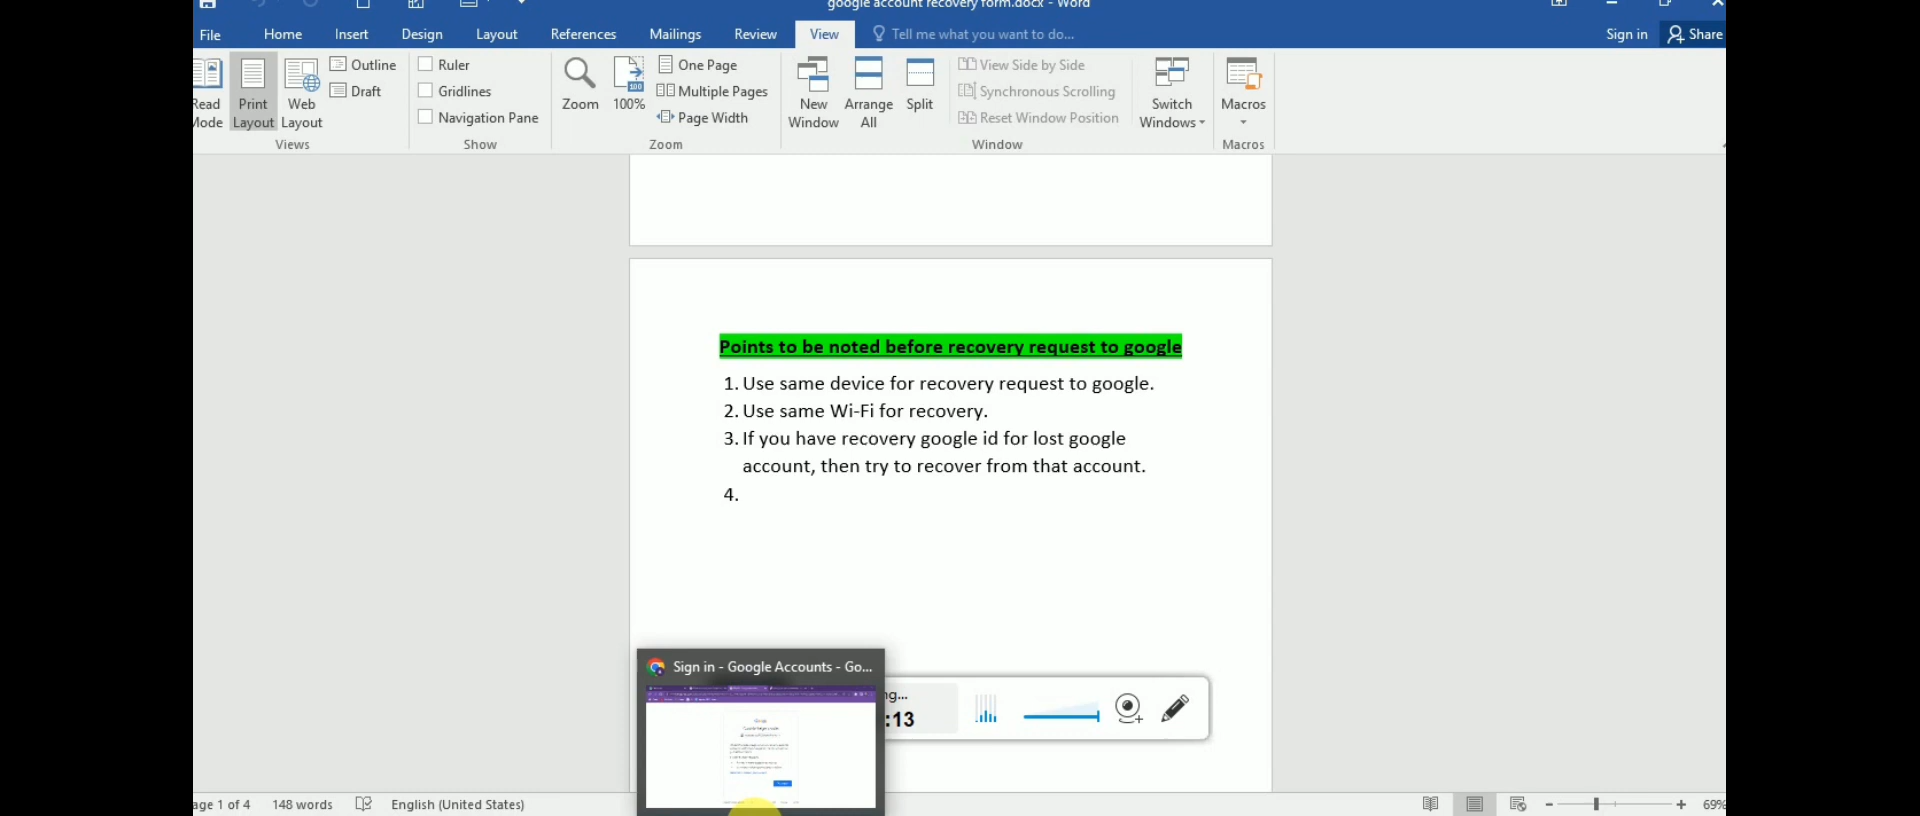 google account recovery form.docx - Word
File Home Insert Design Layout References Mailings Review View Tell me what you want to do... Sign in Share
Outline Ruler One Page View Side by Side
Draft Gridlines Multiple Pages Synchronous Scrolling
Navigation Pane Page Width Reset Window Position
Print Layout
Web Layout
Zoom 100%
New Window
Arrange All
Split
Switch Windows
Macros
Views Show Zoom Window Macros
Points to be noted before recovery request to google
1. Use same device for recovery request to google.
2. Use same Wi-Fi for recovery.
3. If you have recovery google id for lost google
account, then try to recover from that account.
4.
Sign in - Google Accounts - Go...
ng...
:13
age 1 of 4 148 words English (United States) 69%